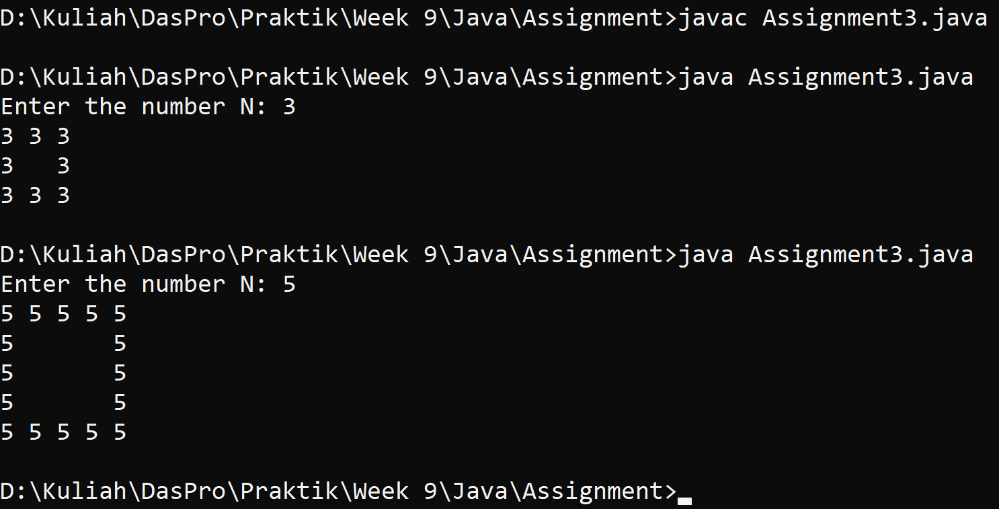 D:\Kuliah\DasPro\Praktik\Week 9\Java\Assignment>javac Assignment3.java

D:\Kuliah\DasPro\Praktik\Week 9\Java\Assignment>java Assignment3.java
Enter the number N: 3
3 3 3
3   3
3 3 3

D:\Kuliah\DasPro\Praktik\Week 9\Java\Assignment>java Assignment3.java
Enter the number N: 5
5 5 5 5 5
5       5
5       5
5       5
5 5 5 5 5

D:\Kuliah\DasPro\Praktik\Week 9\Java\Assignment>